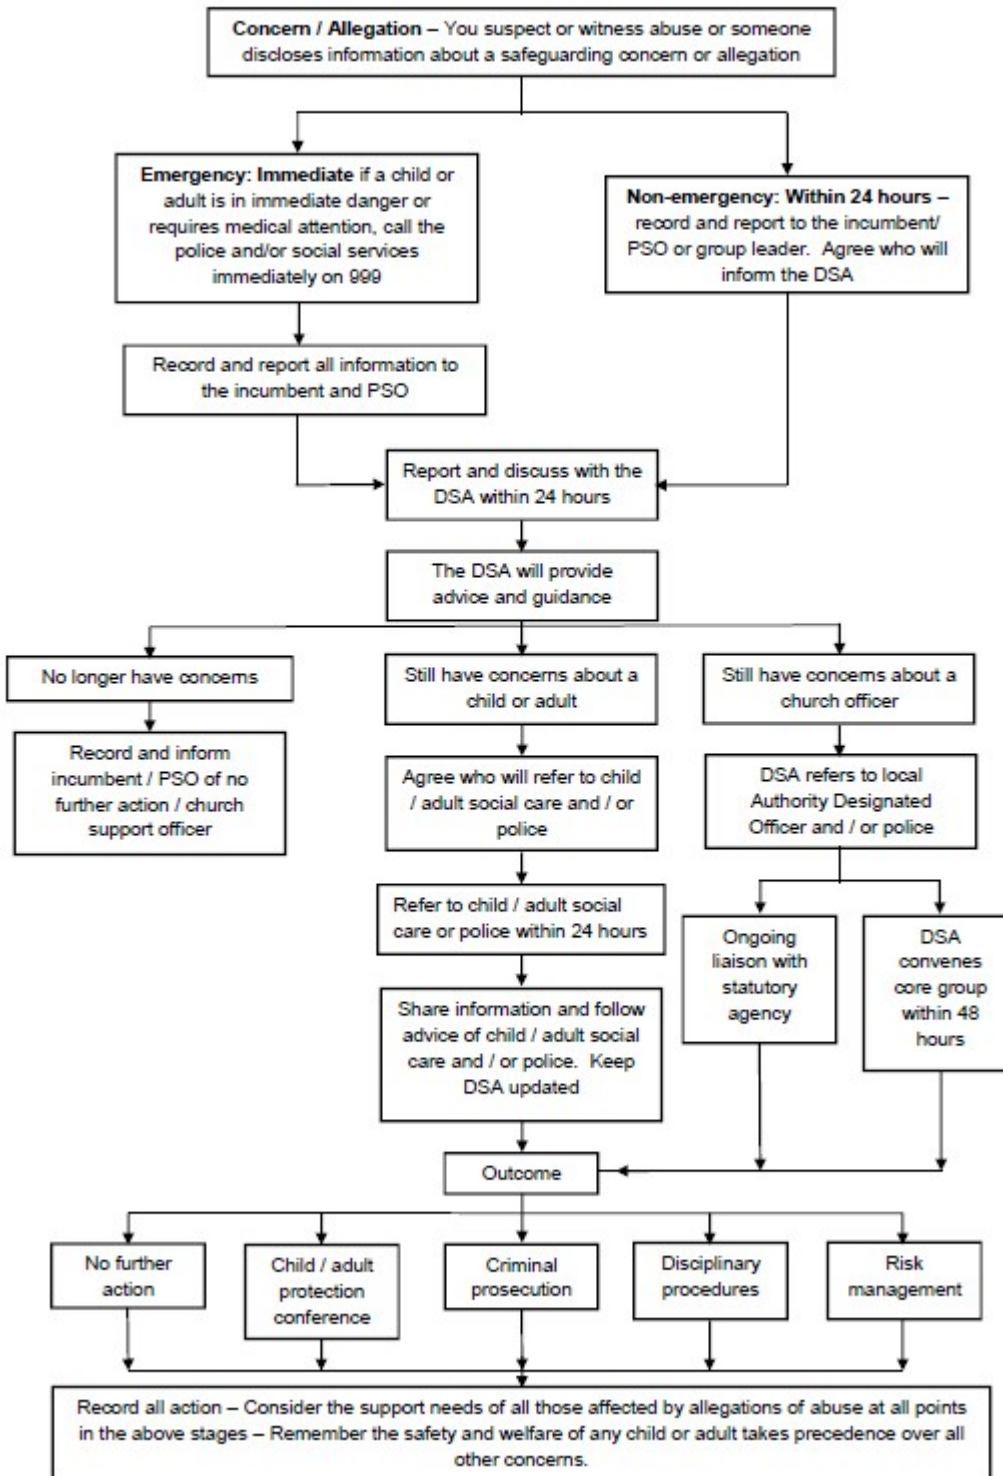 Concern / Allegation – You suspect or witness abuse or someone
discloses information about a safeguarding concern or allegation
Emergency: Immediate if a child or
adult is in immediate danger or
requires medical attention, call the
police and/or social services
immediately on 999
Non-emergency: Within 24 hours –
record and report to the incumbent/
PSO or group leader. Agree who will
inform the DSA
Record and report all information to
the incumbent and PSO
Report and discuss with the
DSA within 24 hours
The DSA will provide
advice and guidance
No longer have concerns
Still have concerns about a
child or adult
Still have concerns about a
church officer
Record and inform
incumbent / PSO of no
further action / church
support officer
Agree who will refer to child
/ adult social care and / or
police
DSA refers to local
Authority Designated
Officer and / or police
Refer to child / adult social
care or police within 24 hours
Ongoing
liaison with
statutory
agency
DSA
convenes
core group
within 48
hours
Share information and follow
advice of child / adult social
care and / or police. Keep
DSA updated
Outcome
No further
action
Child / adult
protection
conference
Criminal
prosecution
Disciplinary
procedures
Risk
management
Record all action – Consider the support needs of all those affected by allegations of abuse at all points
in the above stages – Remember the safety and welfare of any child or adult takes precedence over all
other concerns.